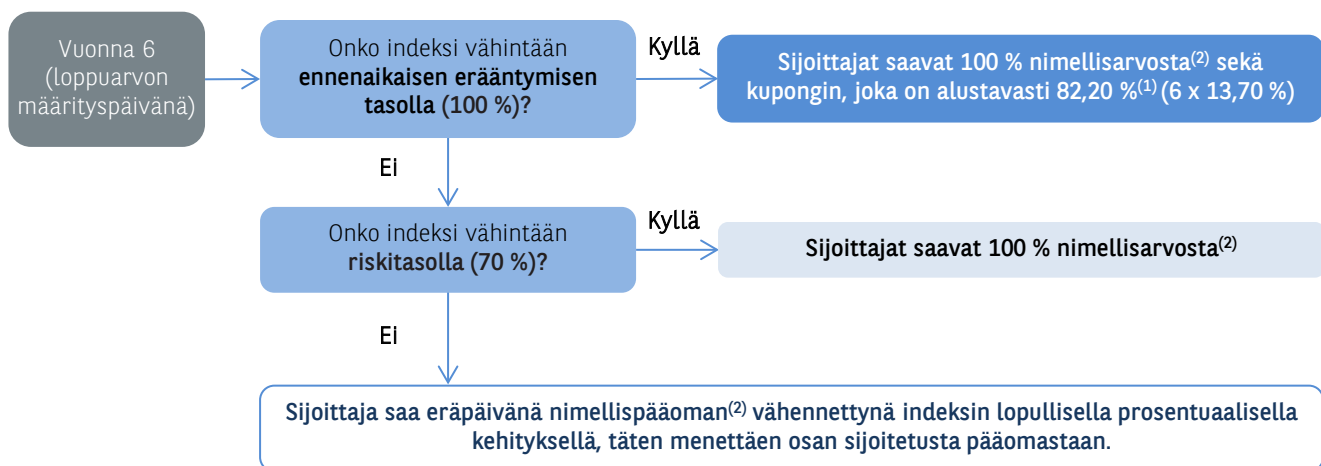 Vuonna 6
(loppuarvon
määrityspäivänä)
Onko indeksi vähintään
ennenaikaisen erääntymisen
tasolla (100 %)?
Kyllä
Sijoittajat saavat 100 % nimellisarvosta(2) sekä
kupongin, joka on alustavasti 82,20 %(1) (6 x 13,70 %)
Ei
Onko indeksi vähintään
riskitasolla (70 %)?
Kyllä
Sijoittajat saavat 100 % nimellisarvosta(2)
Ei
Sijoittaja saa eräpäivänä nimellispääoman(2) vähennettynä indeksin lopullisella prosentuaalisella
kehityksellä, täten menettäen osan sijoitetusta pääomastaan.